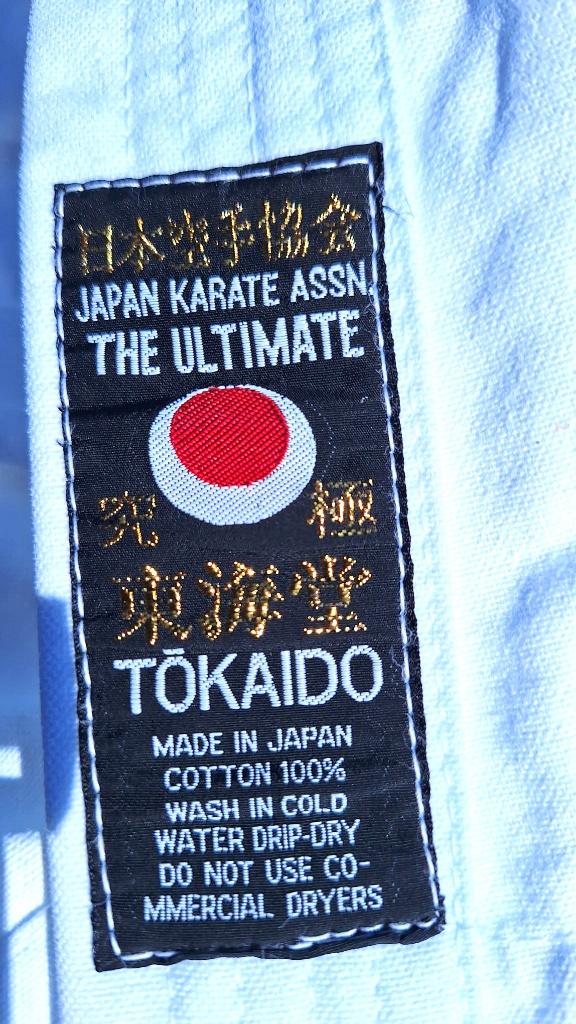 日本空手協会
JAPAN KARATE ASSN.
THE ULTIMATE
究 極
東海堂
TŌKAIDO
MADE IN JAPAN
COTTON 100%
WASH IN COLD
WATER DRIP-DRY
DO NOT USE CO-
MMERCIAL DRYERS